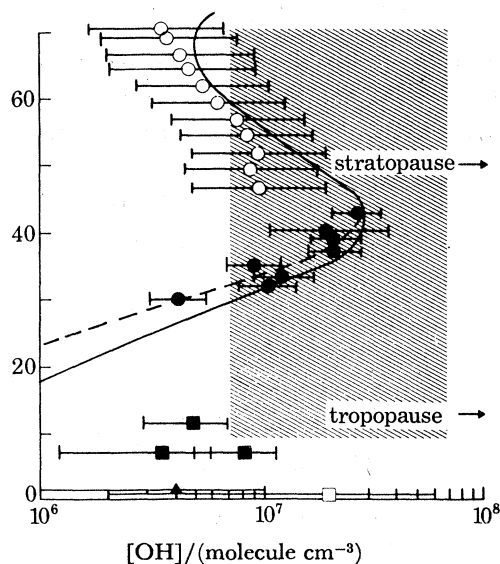 60
stratopause
40
20
tropopause
0
10⁶ 10⁷ 10⁸
[OH]/(molecule cm⁻³)